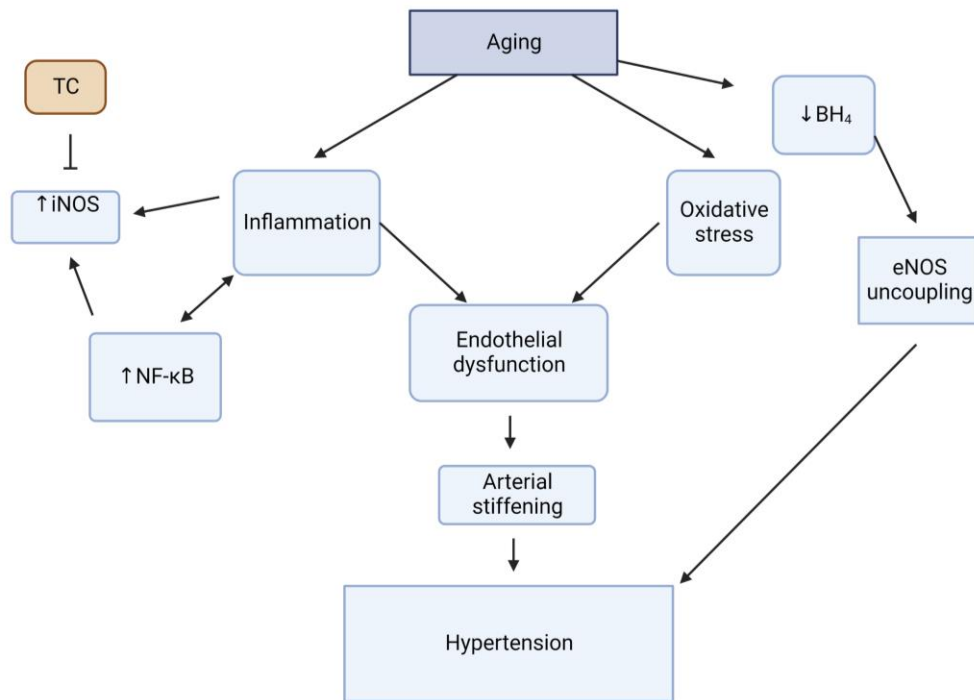 Aging
TC
↓BH₄
↑iNOS
Inflammation
Oxidative
stress
eNOS
uncoupling
Endothelial
dysfunction
↑NF-κB
Arterial
stiffening
Hypertension